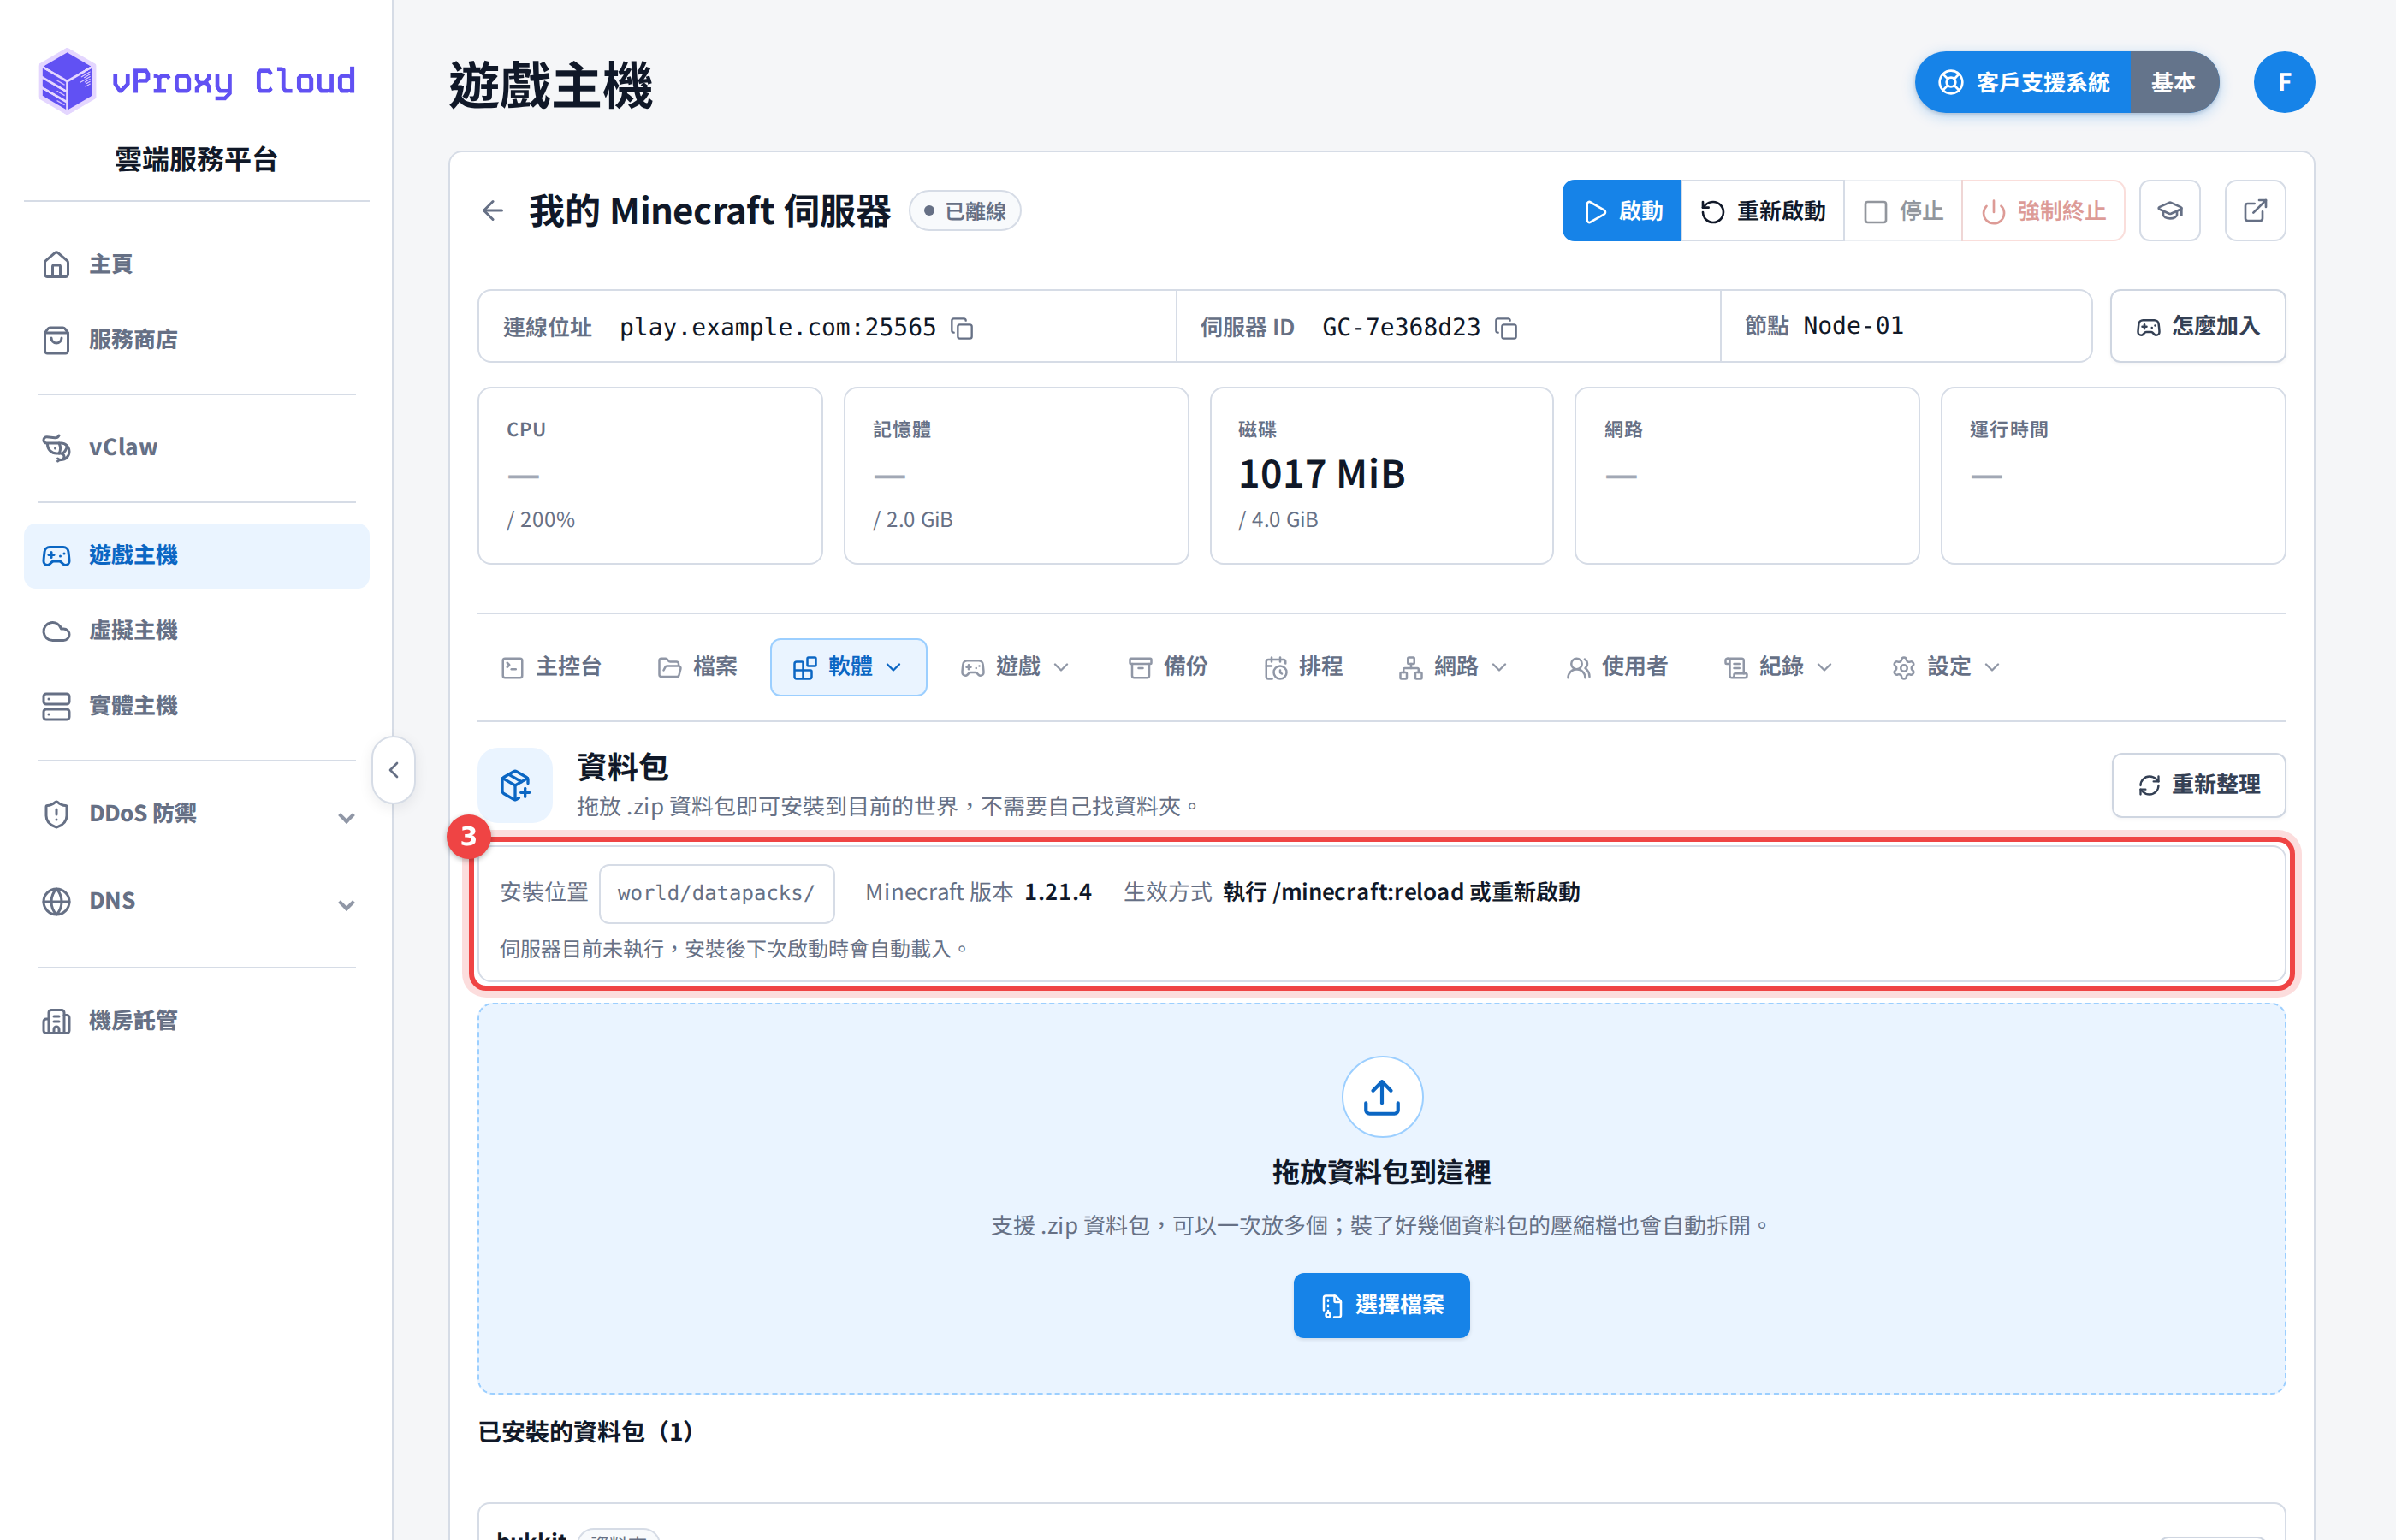 vProxy Cloud
雲端服務平台
主頁
服務商店
vClaw
遊戲主機
虛擬主機
實體主機
DDoS 防禦
DNS
機房託管
遊戲主機
客戶支援系統 基本
F
我的 Minecraft 伺服器 已離線
啟動 重新啟動 停止 強制終止
連線位址 play.example.com:25565 伺服器 ID GC-7e368d23 節點 Node-01 怎麼加入
CPU
—
/ 200%
記憶體
—
/ 2.0 GiB
磁碟
1017 MiB
/ 4.0 GiB
網路
—
運行時間
—
主控台 檔案 軟體 遊戲 備份 排程 網路 使用者 紀錄 設定
資料包
拖放 .zip 資料包即可安裝到目前的世界，不需要自己找資料夾。
重新整理
3
安裝位置 world/datapacks/ Minecraft 版本 1.21.4 生效方式 執行 /minecraft:reload 或重新啟動
伺服器目前未執行，安裝後下次啟動時會自動載入。
拖放資料包到這裡
支援 .zip 資料包，可以一次放多個；裝了好幾個資料包的壓縮檔也會自動拆開。
選擇檔案
已安裝的資料包（1）
bukkit